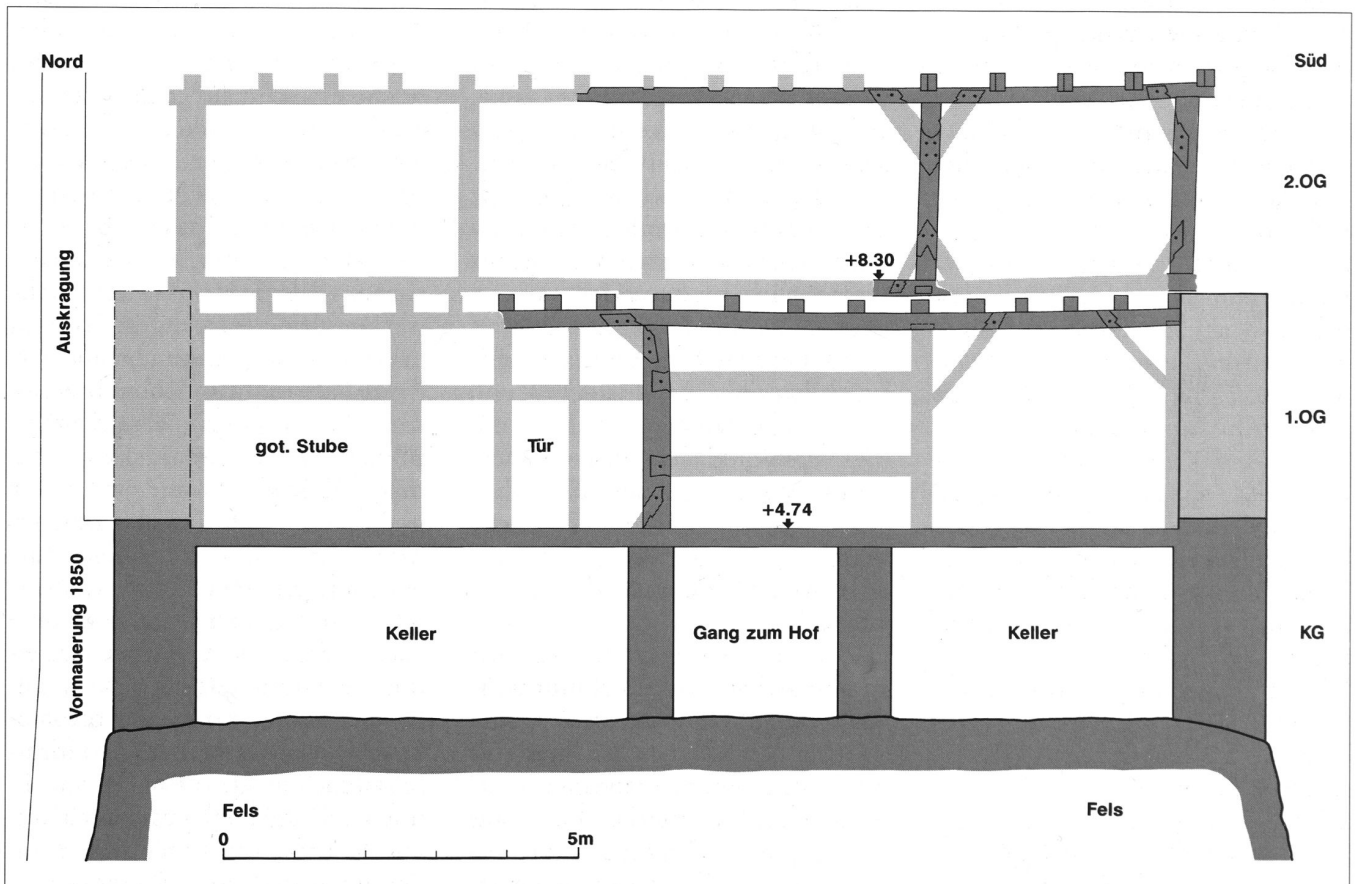 Nord
Süd
2.OG
Auskragung
+8.30
1.OG
got. Stube
Tür
+4.74
Vormauerung 1850
Keller
Gang zum Hof
Keller
KG
Fels
Fels
0
5m